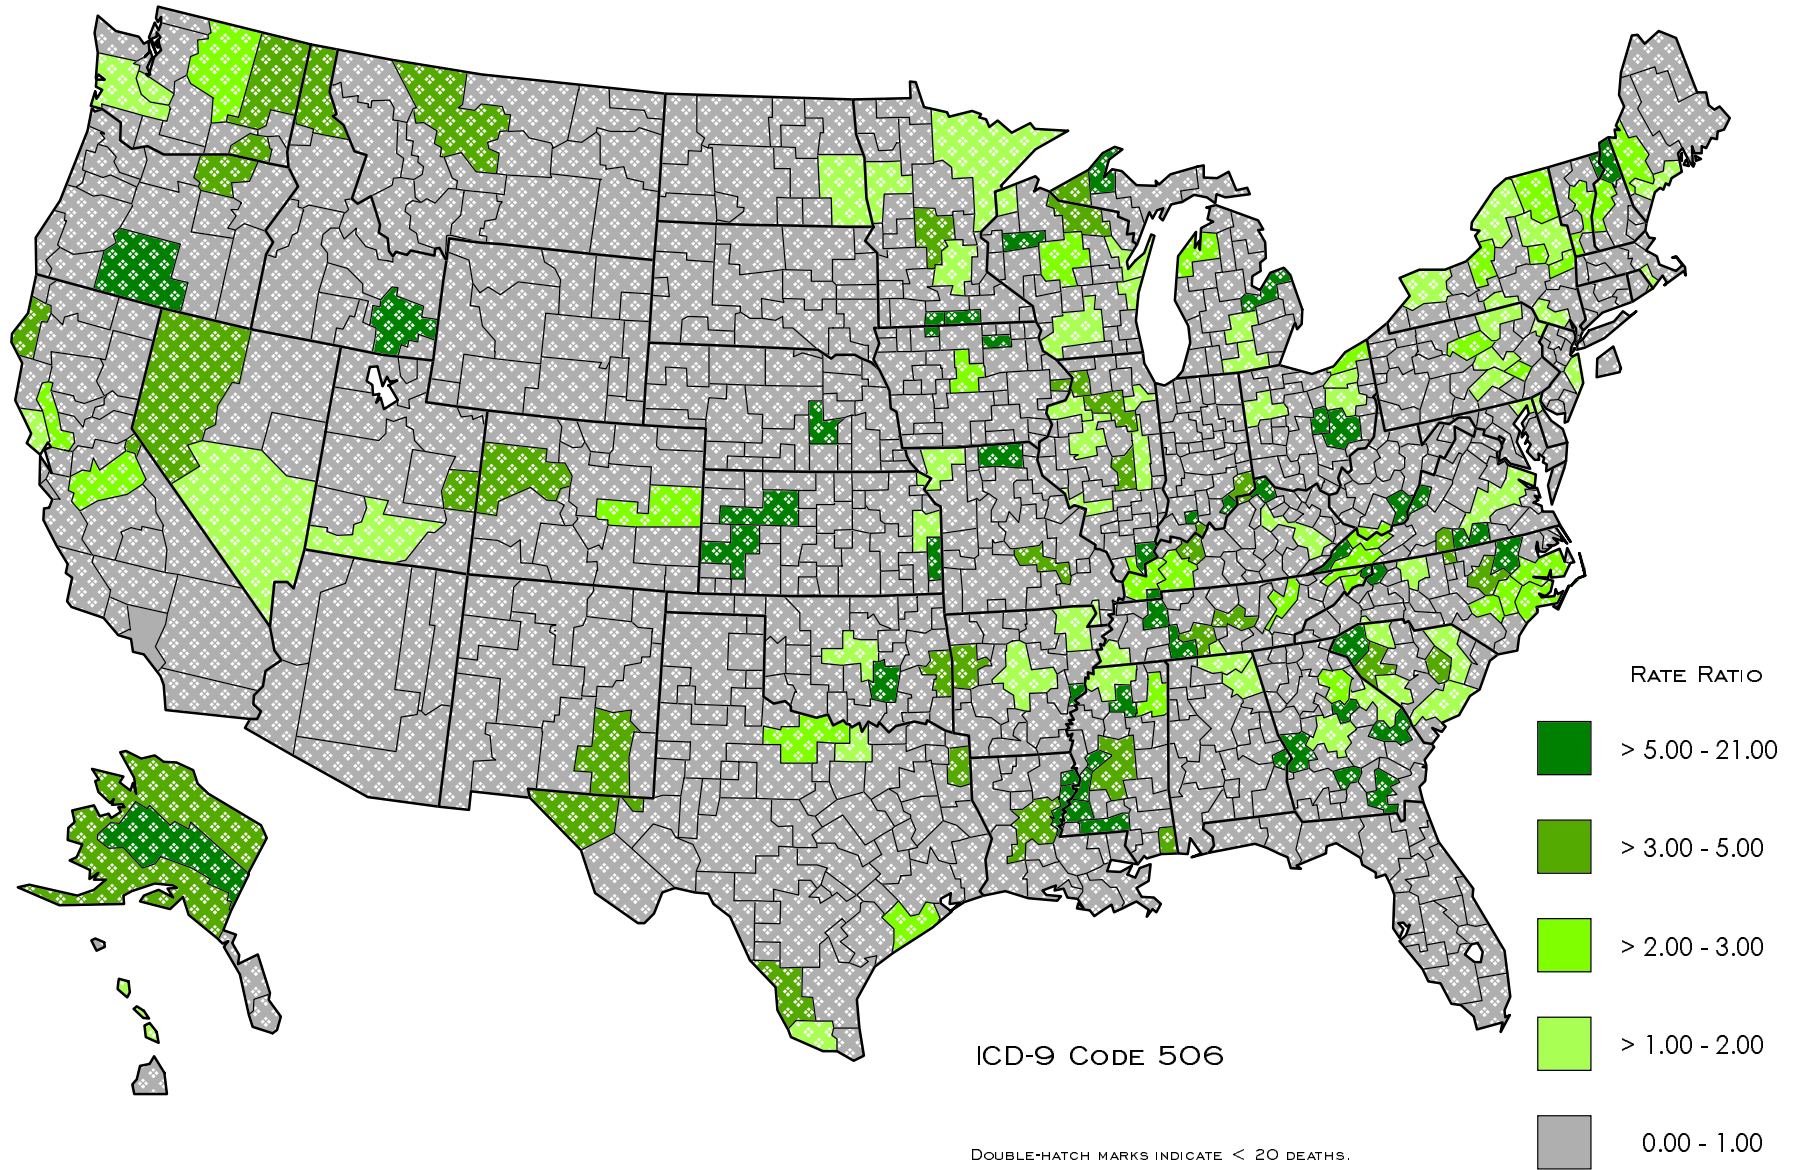 RATE RATIO
> 5.00 - 21.00
> 3.00 - 5.00
> 2.00 - 3.00
> 1.00 - 2.00
0.00 - 1.00
ICD-9 CODE 506
DOUBLE-HATCH MARKS INDICATE < 20 DEATHS.